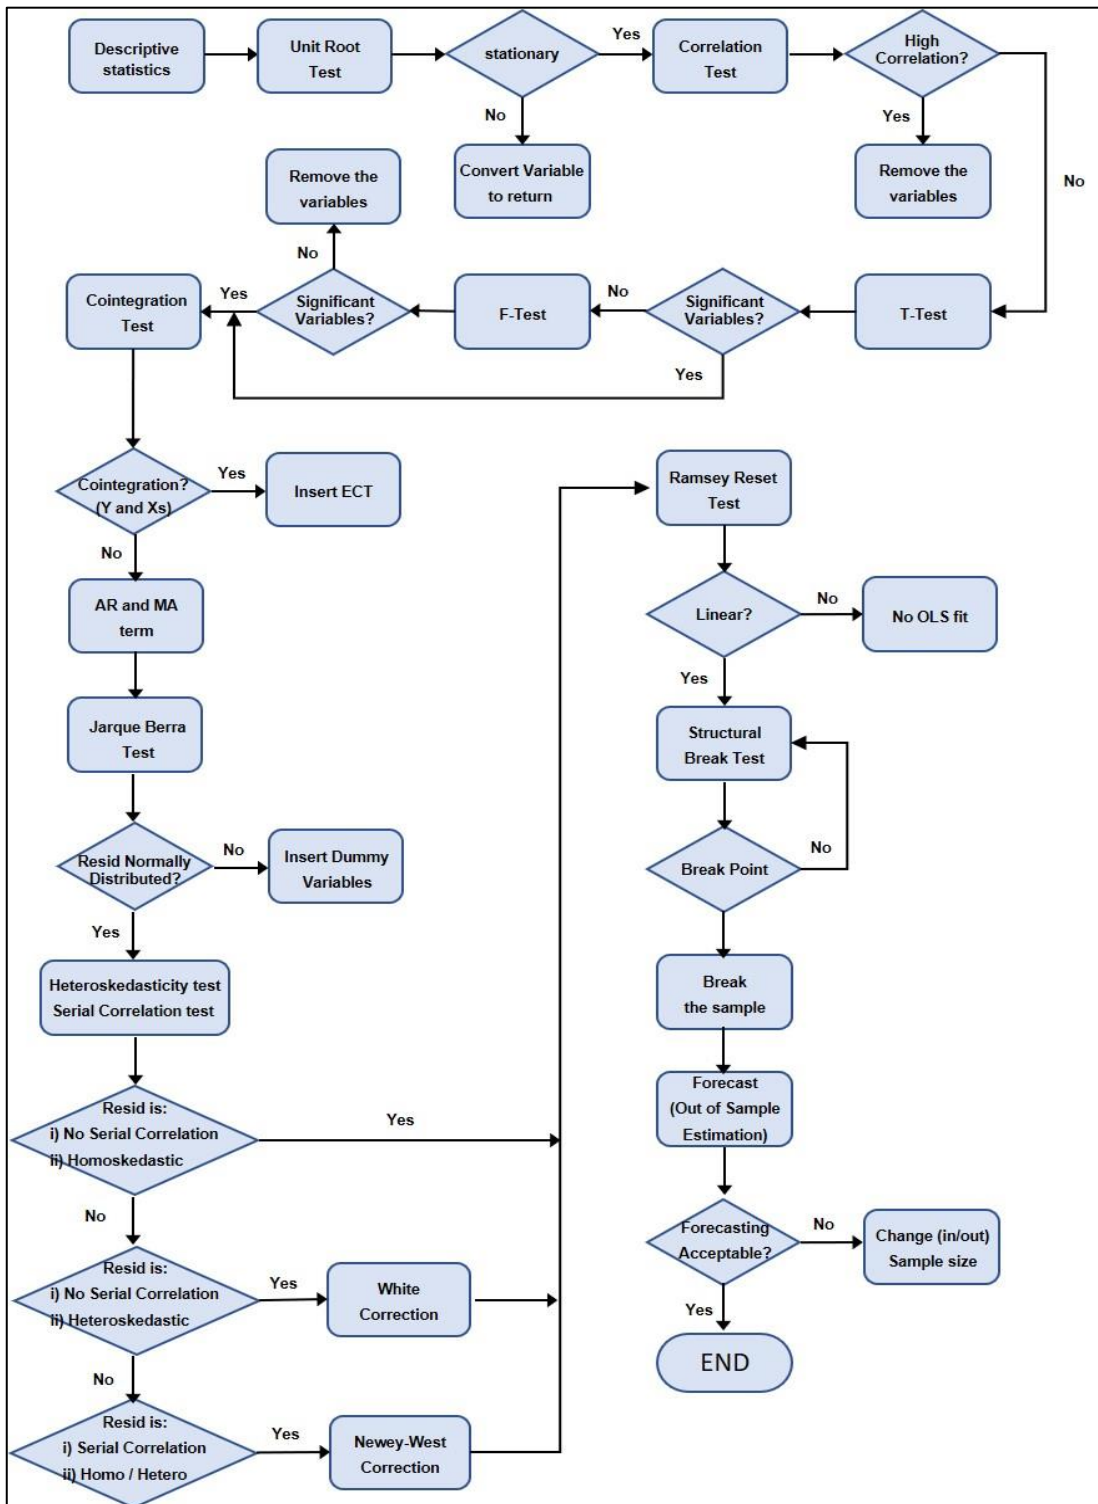 Descriptive
statistics
Unit Root
Test
stationary
Yes
Correlation
Test
High
Correlation?
No
Yes
Convert Variable
to return
Remove the
variables
No
Remove the
variables
No
Cointegration
Test
Yes
Significant
Variables?
F-Test
No
Significant
Variables?
T-Test
Yes
Cointegration?
(Y and Xs)
Yes
Insert ECT
No
AR and MA
term
Jarque Berra
Test
Resid Normally
Distributed?
No
Insert Dummy
Variables
Yes
Heteroskedasticity test
Serial Correlation test
Resid is:
i) No Serial Correlation
ii) Homoskedastic
Yes
No
Resid is:
i) No Serial Correlation
ii) Heteroskedastic
Yes
White
Correction
No
Resid is:
i) Serial Correlation
ii) Homo / Hetero
Yes
Newey-West
Correction
Ramsey Reset
Test
Linear?
No
No OLS fit
Yes
Structural
Break Test
Break Point
No
Break
the sample
Forecast
(Out of Sample
Estimation)
Forecasting
Acceptable?
No
Change (in/out)
Sample size
Yes
END